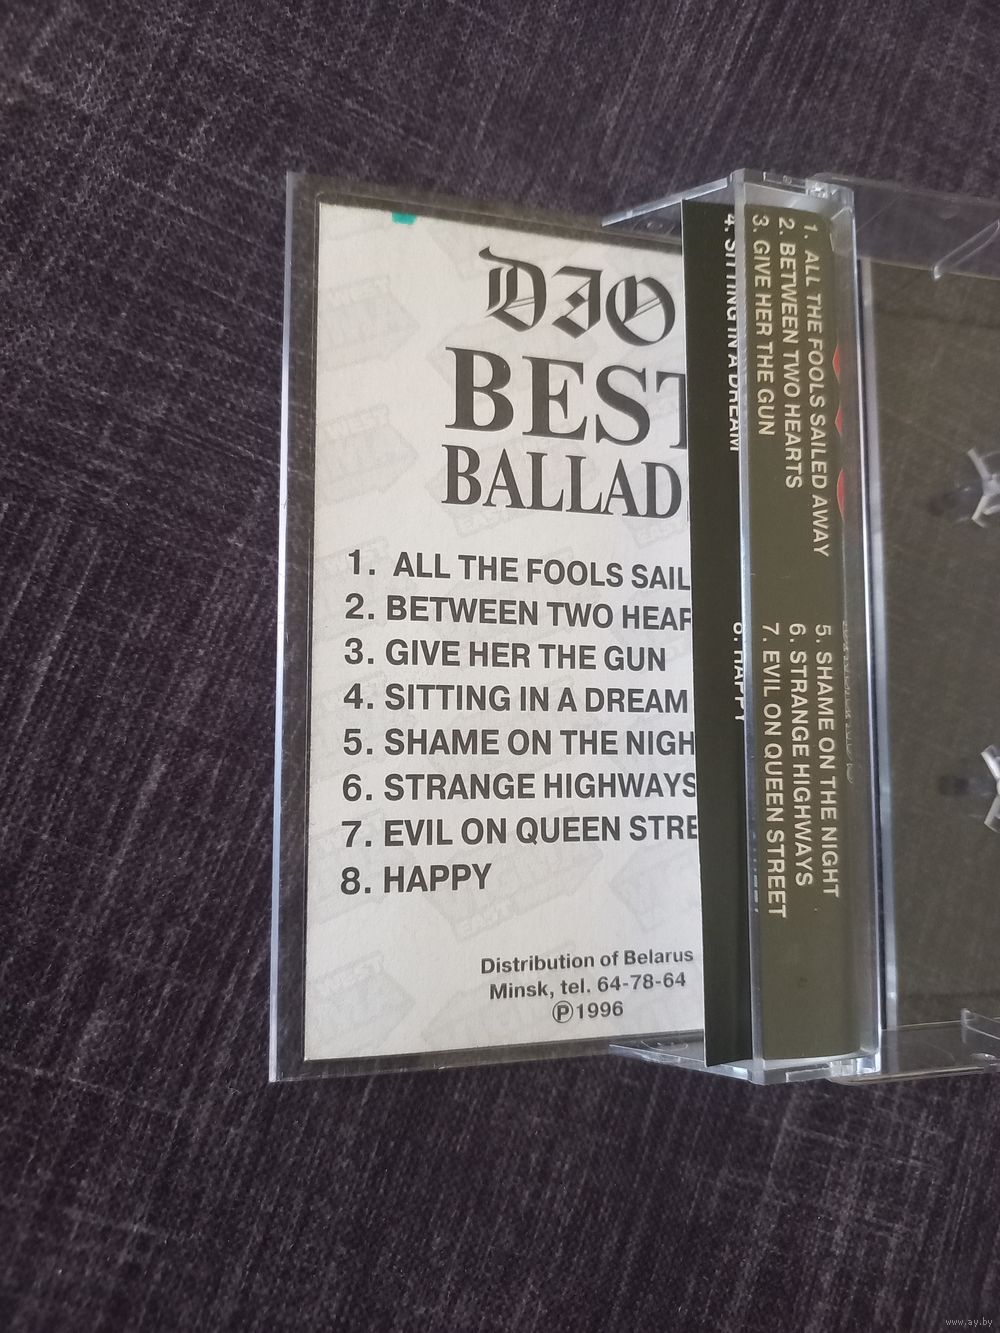 DIO
BEST
BALLAD
1. ALL THE FOOLS SAIL
2. BETWEEN TWO HEAR
3. GIVE HER THE GUN
4. SITTING IN A DREAM
5. SHAME ON THE NIGH
6. STRANGE HIGHWAYS
7. EVIL ON QUEEN STRE
8. HAPPY
Distribution of Belarus
Minsk, tel. 64-78-64
Ⓟ1996
1. ALL THE FOOLS SAILED AWAY
2. BETWEEN TWO HEARTS
3. GIVE HER THE GUN
4. SITTING IN A DREAM
5. SHAME ON THE NIGHT
6. STRANGE HIGHWAYS
7. EVIL ON QUEEN STREET
8. HAPPY
www.ay.by